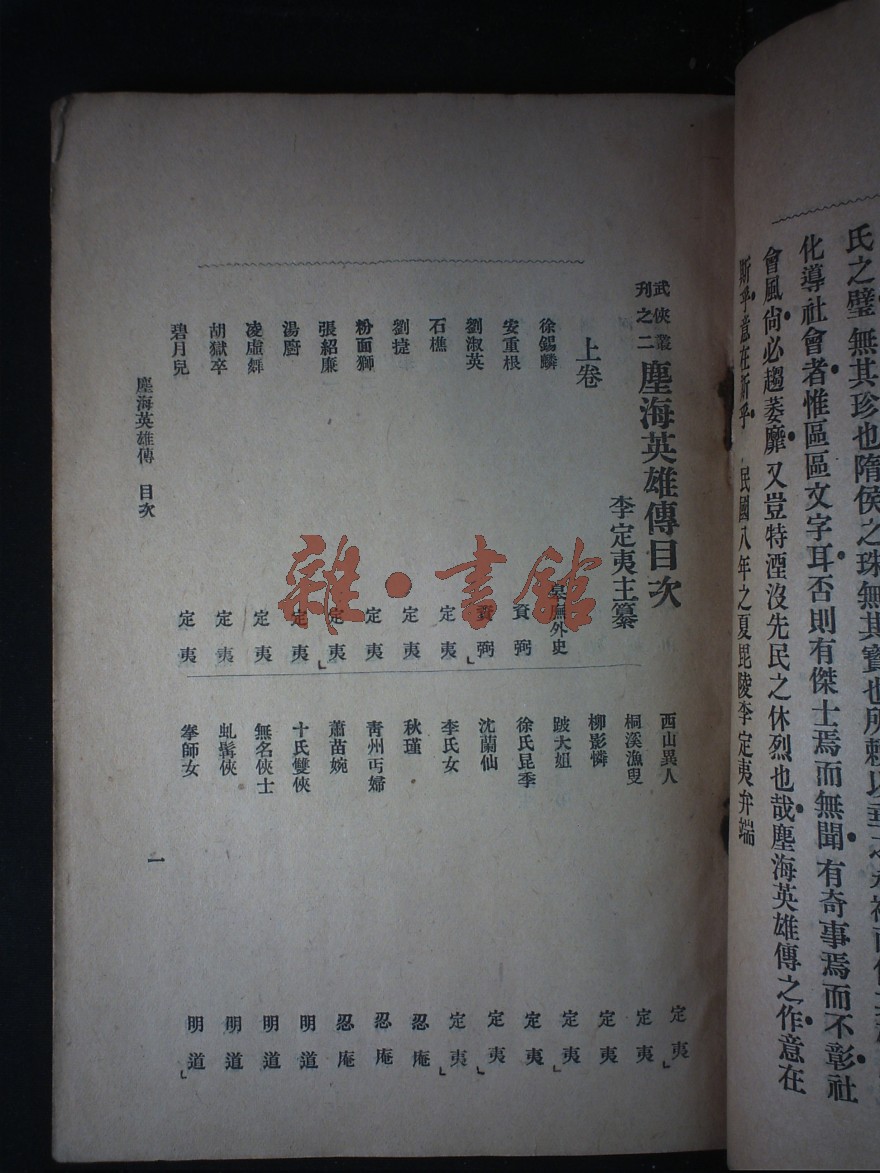 氏之璧無其珍也隋侯之珠無其寶也所賴以
化導社會者惟區區文字耳否則有傑士焉而無聞有奇事焉而不彰社
會風尚必趨萎靡又豈特湮沒先民之休烈也哉塵海英雄傳之作意在
斯乎意在斯乎 民國八年之夏毘陵李定夷弁端
武俠叢刊之二 塵海英雄傳目次
李定夷主纂
上卷
徐錫麟 廡外史
安重根 資弼
劉淑英 資弼
石樵 定夷
劉捷 定夷
粉面獅 定夷
張紹廉 定夷
湯廚 定夷
凌虛舞 定夷
胡獄卒 定夷
碧月兒 定夷
西山異人 定夷
桐溪漁叟 定夷
柳影憐 定夷
跛大姐 定夷
徐氏昆季 定夷
沈蘭仙 定夷
李氏女 定夷
秋瑾 忍庵
青州丐婦 忍庵
蕭苗婉 忍庵
十氏雙俠 明道
無名俠士 明道
虬髯俠 明道
拳師女 明道
塵海英雄傳 目次
一
雜·書館